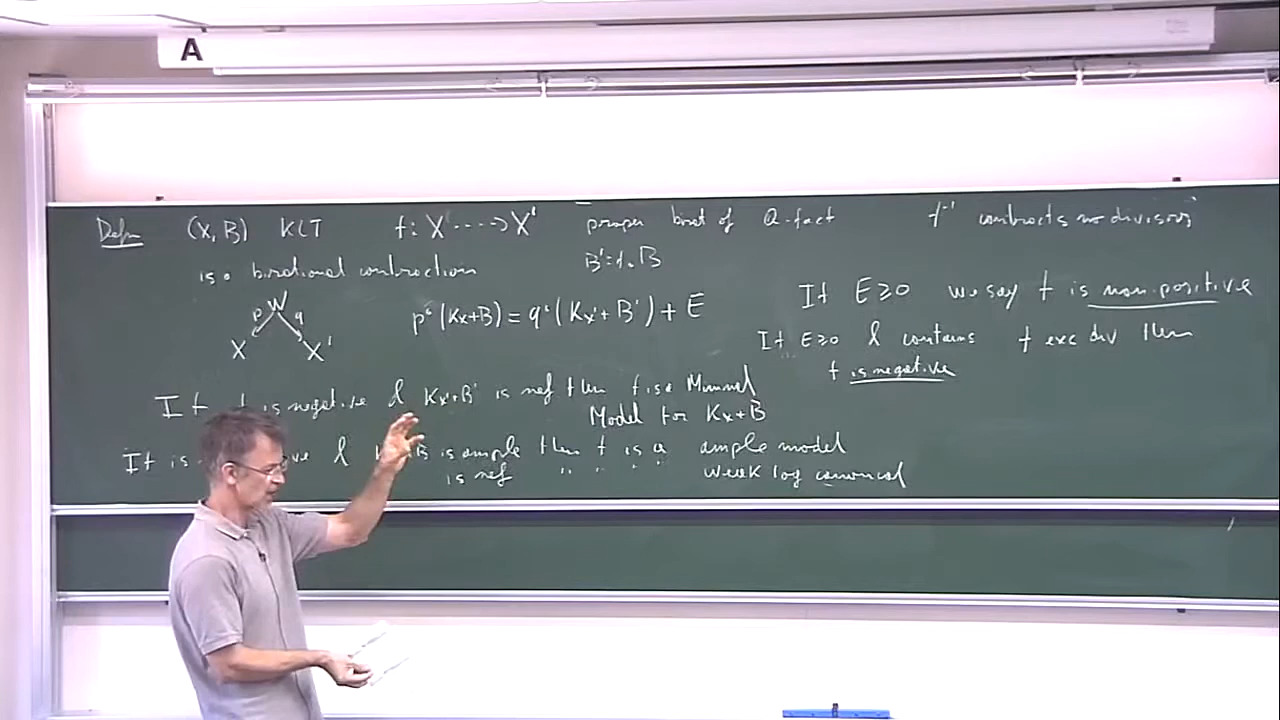 A
Defn (X, B) KLT f: X ----> X' proper birat of Q-fact f⁻¹ contracts no divisors
is a birational contraction B' = f⁎B
W
p q
X X'
p*(Kx+B) = q*(Kx'+B') + E
If E≥0 we say f is non-positive
If E≥0 & contains f exc div then
f is negative
If f is negative & Kx'+B' is nef then f is a Minimal
Model for Kx+B
If is ve & B is ample then f is a ample model
is nef " " " " weak log canonical